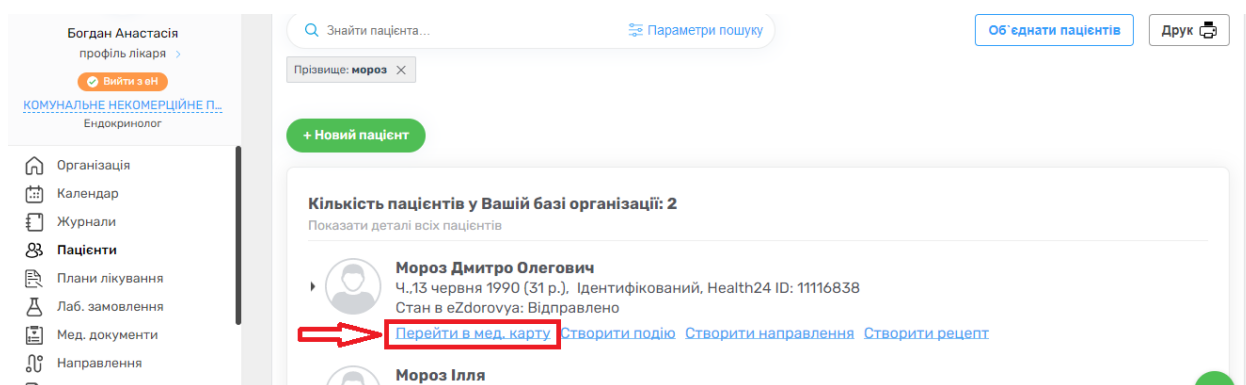 Богдан Анастасія
профіль лікаря >
Вийти з еН
КОМУНАЛЬНЕ НЕКОМЕРЦІЙНЕ П...
Ендокринолог
Організація
Календар
Журнали
Пацієнти
Плани лікування
Лаб. замовлення
Мед. документи
Направлення
Знайти пацієнта...
Параметри пошуку
Об`єднати пацієнтів
Друк
Прізвище: мороз ×
+ Новий пацієнт
Кількість пацієнтів у Вашій базі організації: 2
Показати деталі всіх пацієнтів
Мороз Дмитро Олегович
Ч.,13 червня 1990 (31 р.), Ідентифікований, Health24 ID: 11116838
Стан в eZdorovya: Відправлено
Перейти в мед. карту Створити подію Створити направлення Створити рецепт
Мороз Ілля